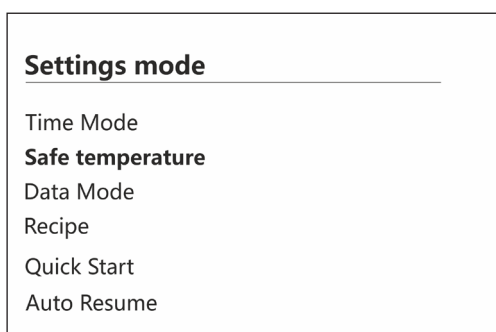 Settings mode
Time Mode
Safe temperature
Data Mode
Recipe
Quick Start
Auto Resume